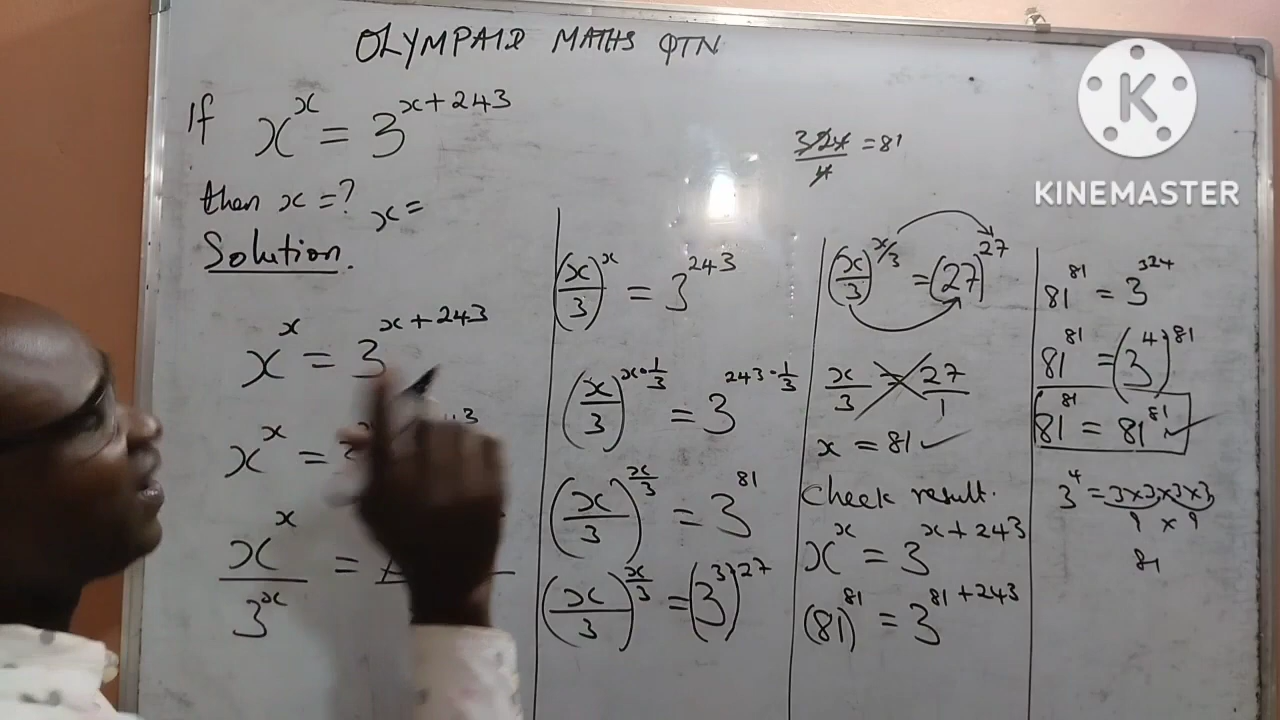 OLYMPAID MATHS QTN
If x^x = 3^(x+243)
then x = ? x =
Solution.
x^x = 3^(x+243)
x^x =
x^x / 3^x =
(x/3)^x = 3^243
(x/3)^(x·1/3) = 3^(243·1/3)
(x/3)^(x/3) = 3^81
(x/3)^(x/3) = (3^3)^27
324/4 = 81
(x/3)^(x/3) = (27)^27
x/3 = 27/1
x = 81 ✓
Check result.
x^x = 3^(x+243)
(81)^81 = 3^(81+243)
81^81 = 3^324
81^81 = (3^4)^81
81^81 = 81^81 ✓
3^4 = 3×3×3×3
9 × 9
81
K
KINEMASTER